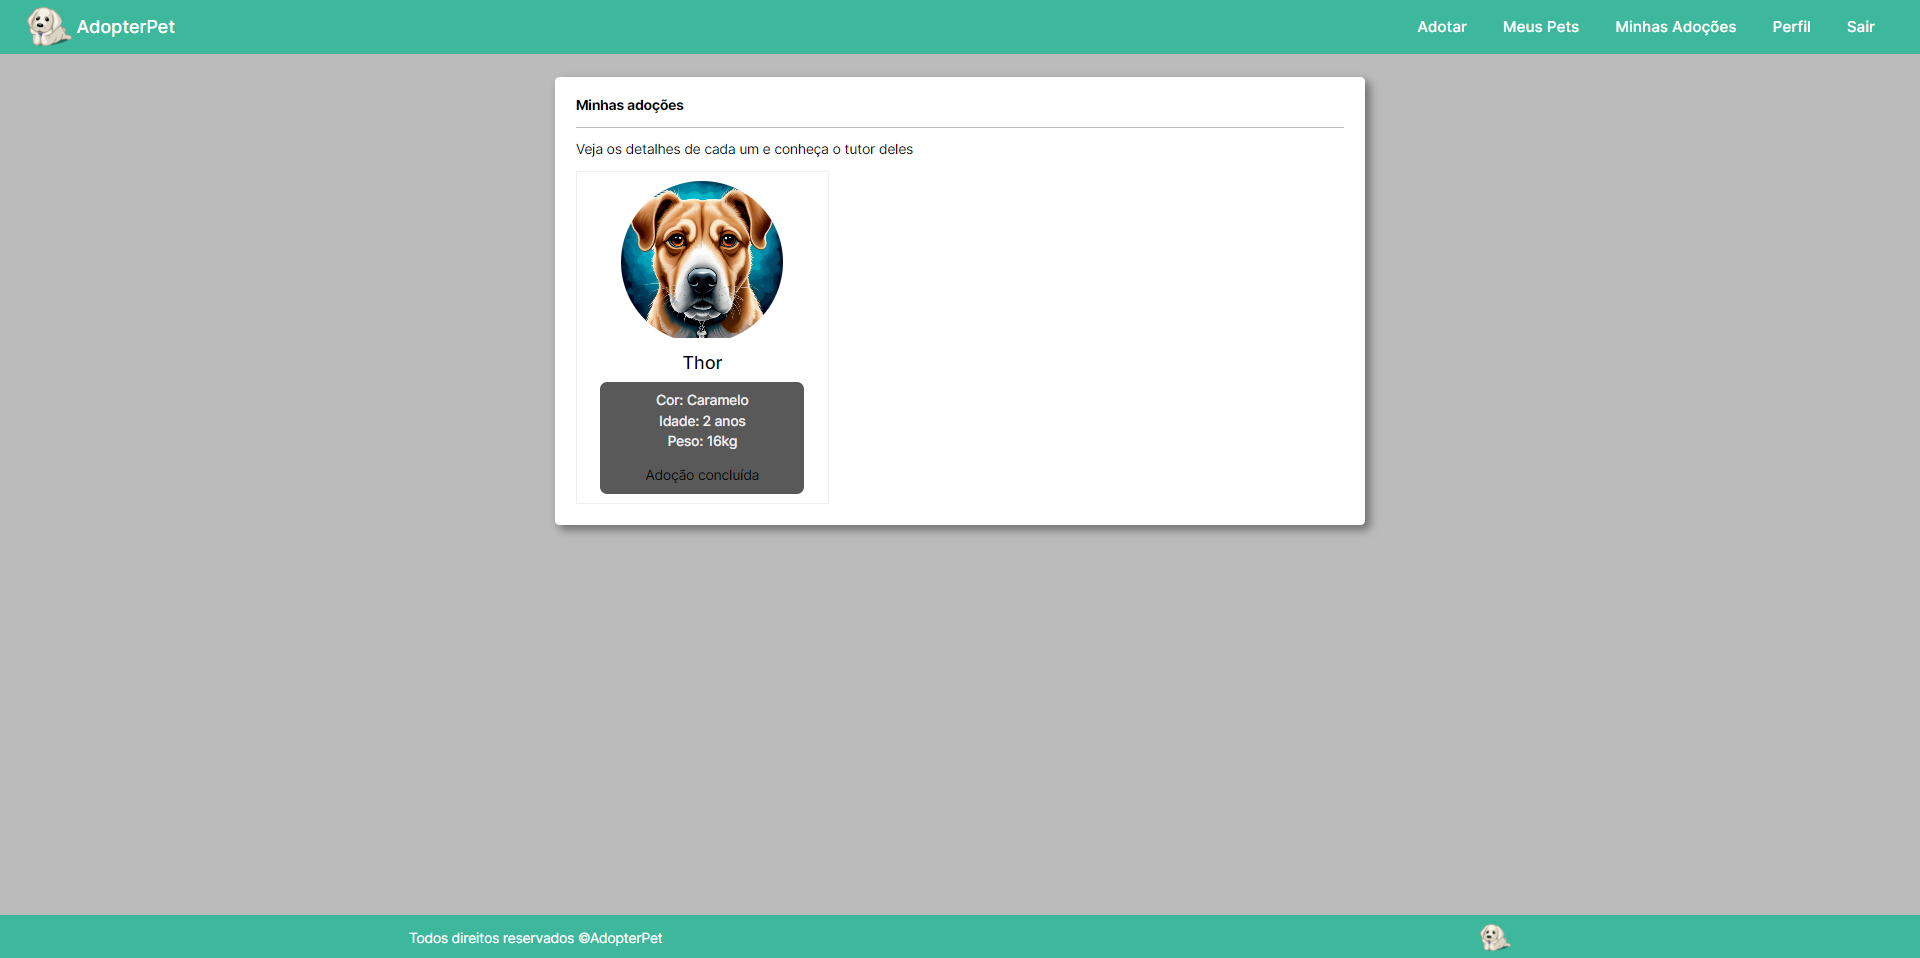 AdopterPet
Adotar
Meus Pets
Minhas Adoções
Perfil
Sair
Minhas adoções
Veja os detalhes de cada um e conheça o tutor deles
Thor
Cor: Caramelo
Idade: 2 anos
Peso: 16kg
Adoção concluída
Todos direitos reservados ©AdopterPet